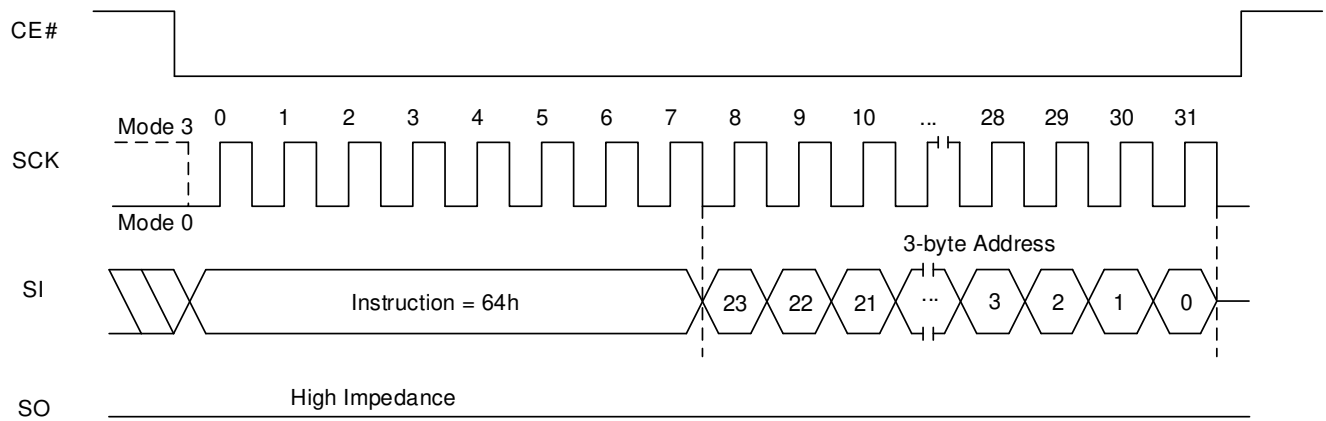 CE#
Mode 3
0 1 2 3 4 5 6 7 8 9 10 ... 28 29 30 31
SCK
Mode 0
3-byte Address
SI
Instruction = 64h
23 22 21 ... 3 2 1 0
High Impedance
SO